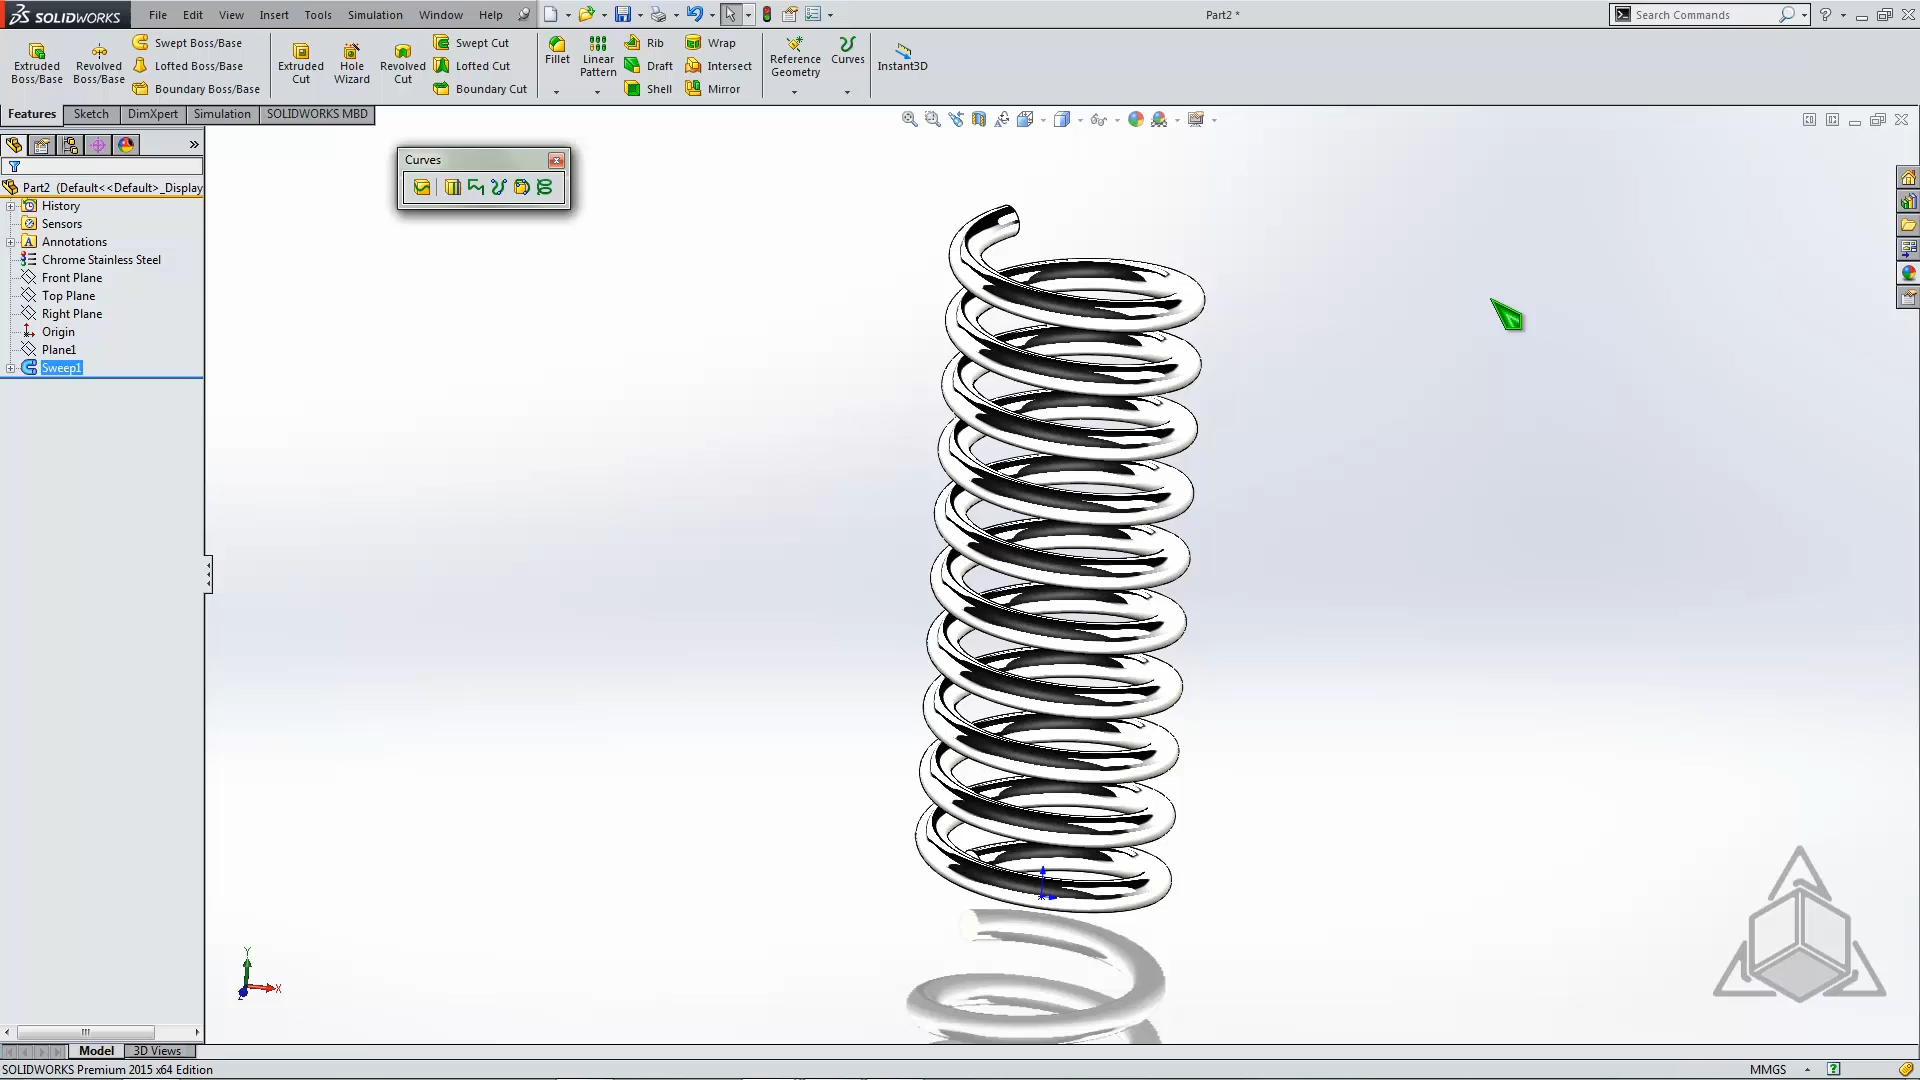 SOLIDWORKS File Edit View Insert Tools Simulation Window Help Part2 * Search Commands
Extruded Boss/Base
Revolved Boss/Base
Swept Boss/Base
Lofted Boss/Base
Boundary Boss/Base
Extruded Cut
Hole Wizard
Revolved Cut
Swept Cut
Lofted Cut
Boundary Cut
Fillet
Linear Pattern
Rib
Draft
Shell
Wrap
Intersect
Mirror
Reference Geometry
Curves
Instant3D
Features Sketch DimXpert Simulation SOLIDWORKS MBD
Curves
Part2 (Default<<Default>_Display
History
Sensors
Annotations
Chrome Stainless Steel
Front Plane
Top Plane
Right Plane
Origin
Plane1
Sweep1
Y
X
Z
Model 3D Views
SOLIDWORKS Premium 2015 x64 Edition MMGS